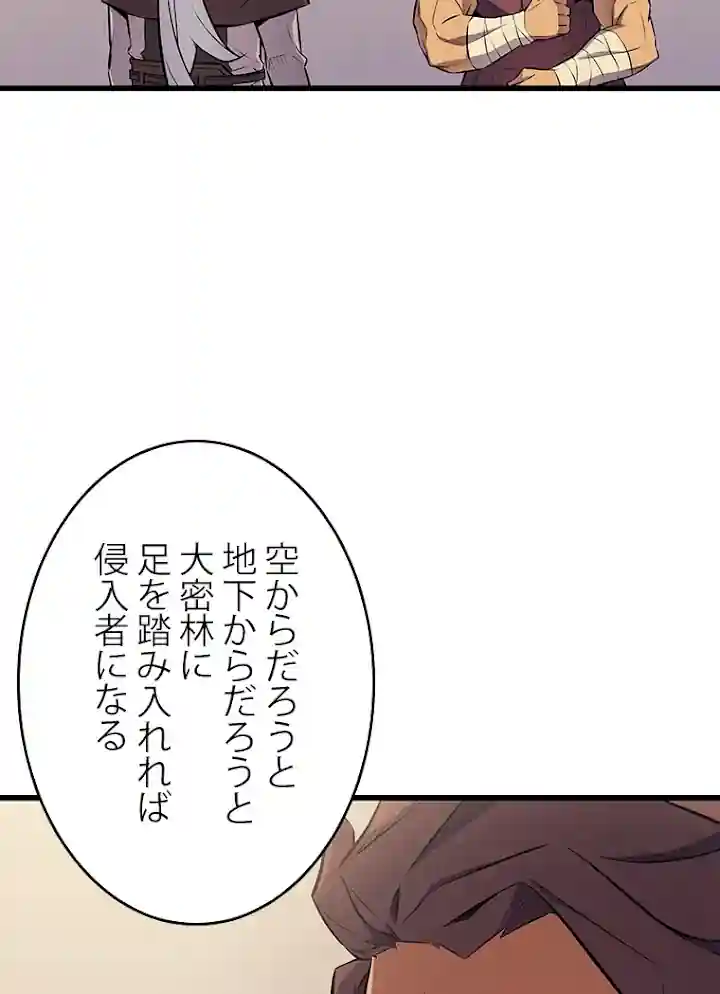 空からだろうと
地下からだろうと
大密林に
足を踏み入れれば
侵入者になる